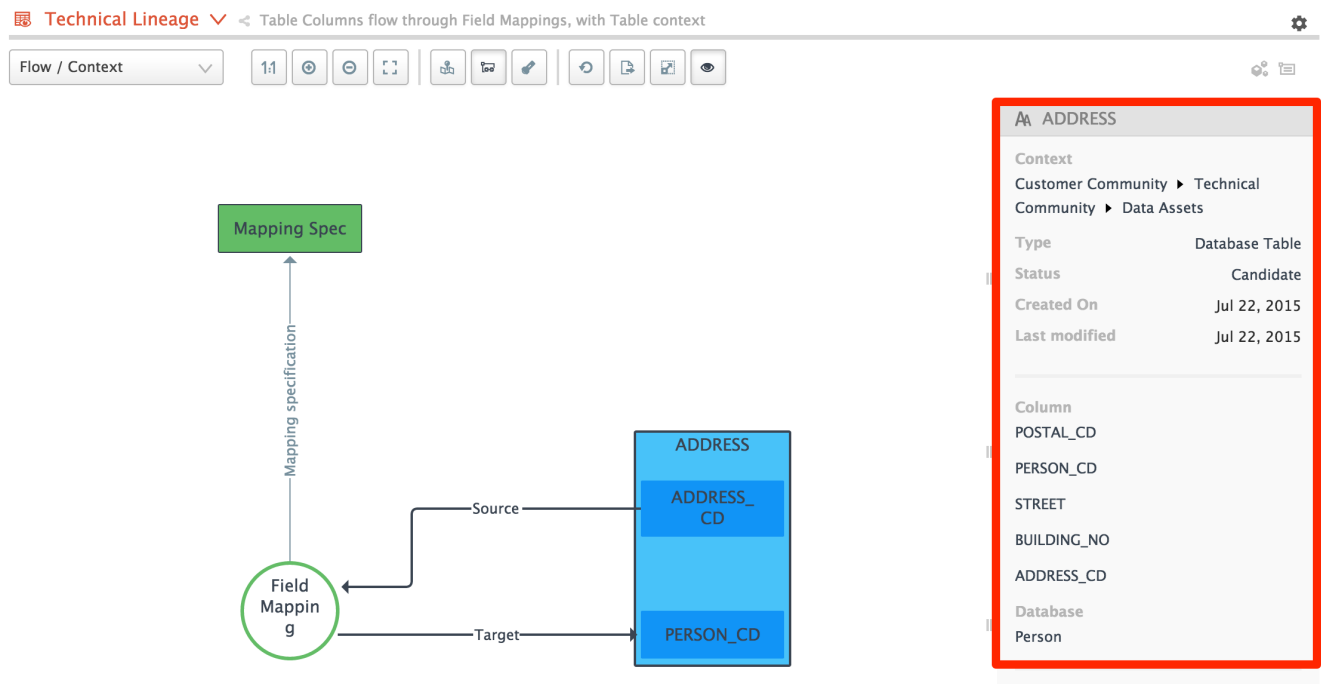 Technical Lineage
Table Columns flow through Field Mappings, with Table context
Flow / Context
1:1
Mapping Spec
Mapping specification
Field
Mappin
g
Source
Target
ADDRESS
ADDRESS_
CD
PERSON_CD
ADDRESS
Context
Customer Community ▸ Technical
Community ▸ Data Assets
Type Database Table
Status Candidate
Created On Jul 22, 2015
Last modified Jul 22, 2015
Column
POSTAL_CD
PERSON_CD
STREET
BUILDING_NO
ADDRESS_CD
Database
Person